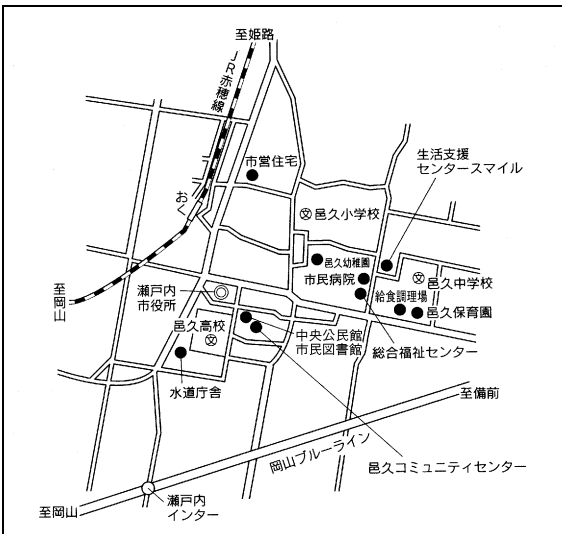 至姫路
JR赤穂線
市営住宅
生活支援
センタースマイル
おく
邑久小学校
邑久幼稚園
市民病院
邑久中学校
給食調理場
邑久保育園
至岡山
瀬戸内
市役所
邑久高校
中央公民館
市民図書館
総合福祉センター
水道庁舎
至備前
岡山ブルーライン
邑久コミュニティセンター
瀬戸内
インター
至岡山